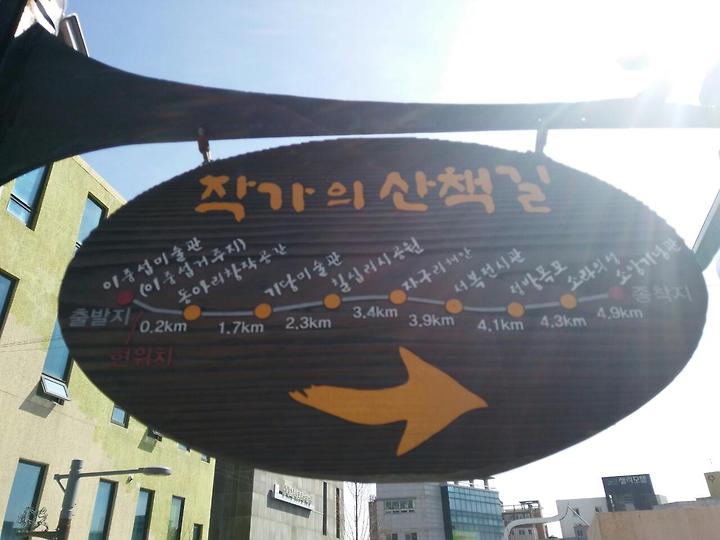 작가의 산책길
이중섭미술관
(이중섭거주지)
동아리창작공간
기당미술관
칠십리시공원
자구리해안
서복전시관
정방폭포
소라의성
소암기념관
출발지
종착지
0.2km 1.7km 2.3km 3.4km 3.9km 4.1km 4.3km 4.9km
현위치